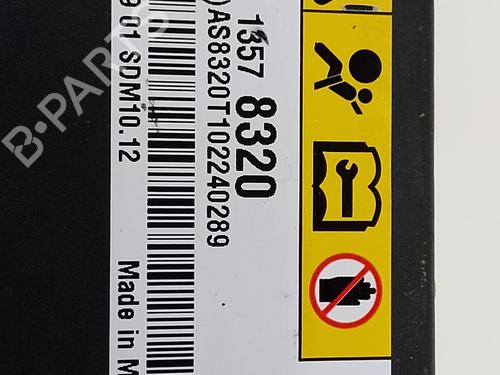 1357 8320
)AS8320T102240289
9 01 SDM10.12
Made in M
B-PARTS